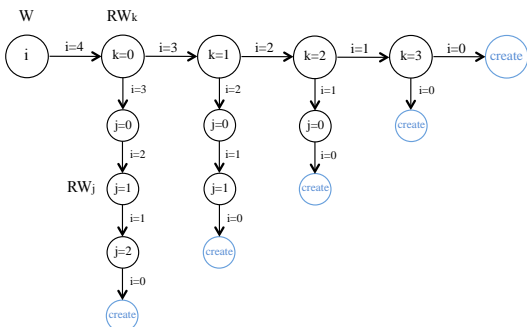 W RWk
i i=4 k=0 i=3 k=1 i=2 k=2 i=1 k=3 i=0 create
i=3 i=2 i=1 i=0
j=0 j=0 j=0 create
i=2 i=1 i=0
RWj j=1 j=1 create
i=1 i=0
j=2 create
i=0
create